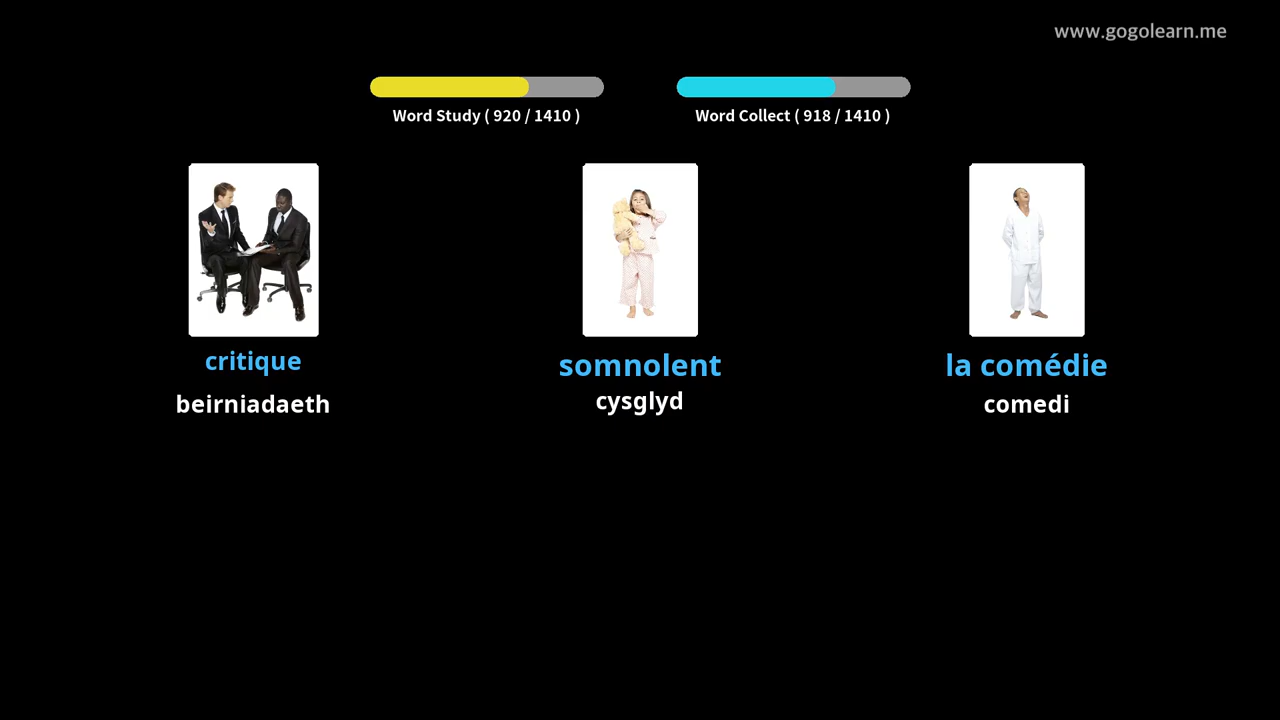 www.gogolearn.me
Word Study ( 920 / 1410 )
Word Collect ( 918 / 1410 )
critique
beirniadaeth
somnolent
cysglyd
la comédie
comedi